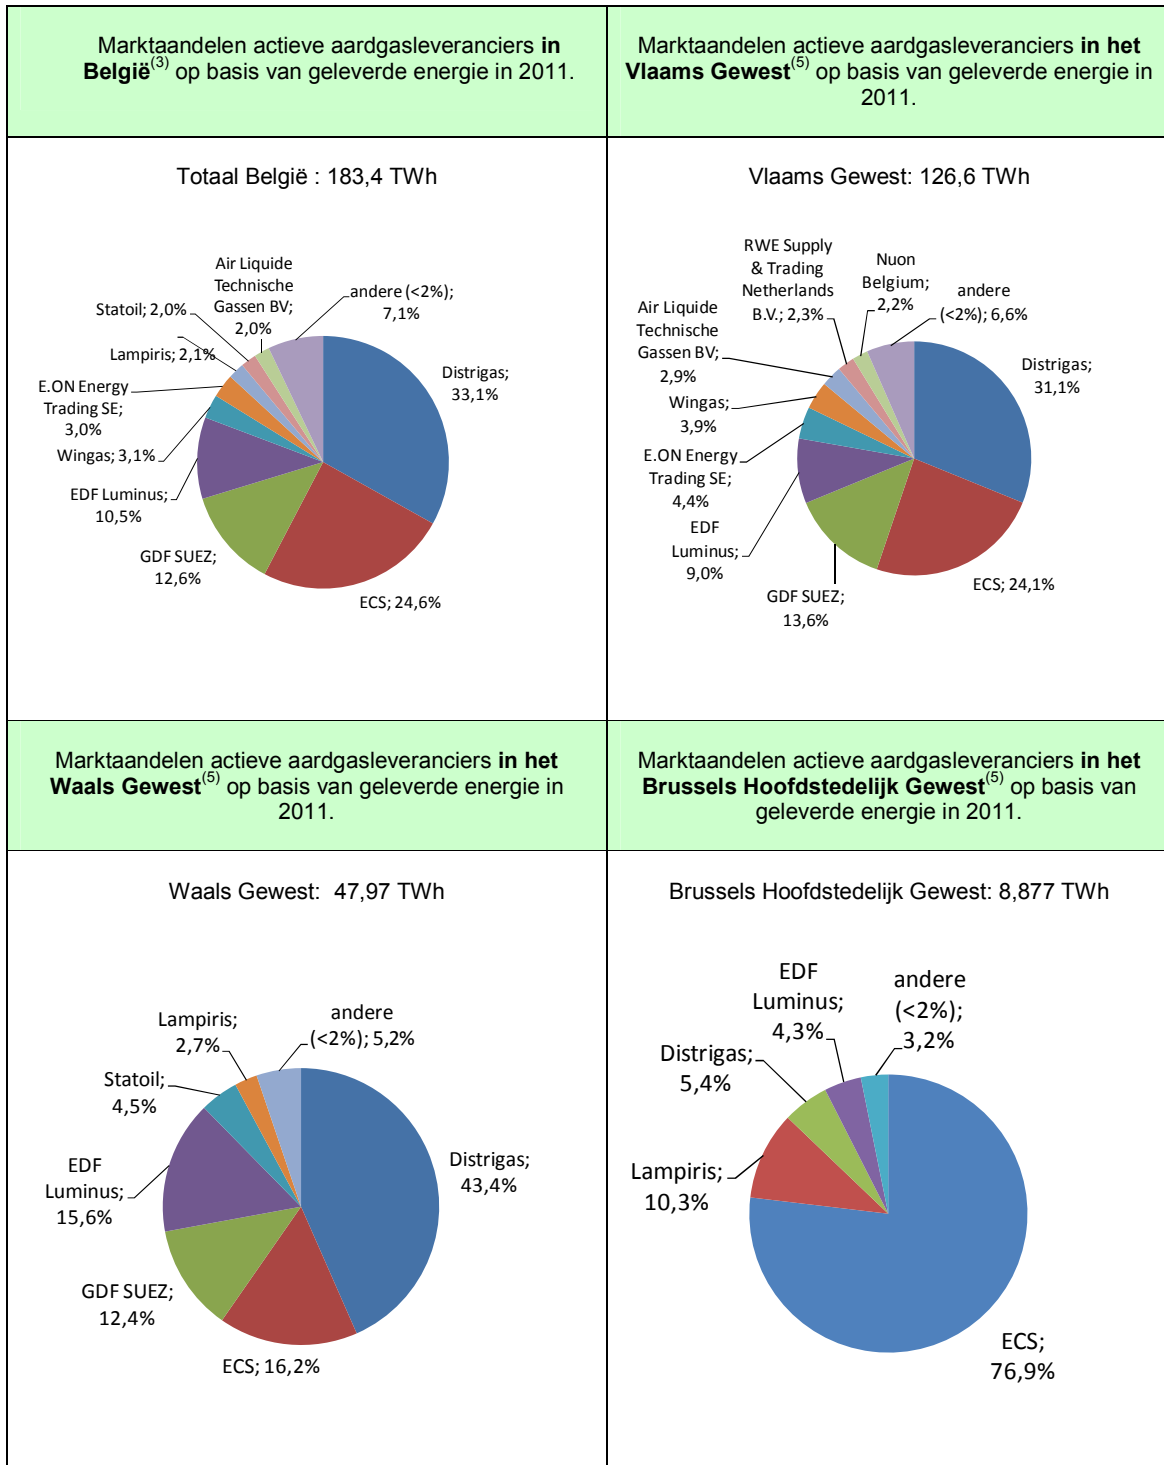 Marktaandelen actieve aardgasleveranciers in
België(3) op basis van geleverde energie in 2011.
Marktaandelen actieve aardgasleveranciers in het
Vlaams Gewest(5) op basis van geleverde energie in
2011.
Totaal België : 183,4 TWh
Air Liquide
Technische
Gassen BV;
2,0%
andere (<2%);
7,1%
Statoil; 2,0%
Lampiris; 2,1%
E.ON Energy
Trading SE;
3,0%
Wingas; 3,1%
EDF Luminus;
10,5%
GDF SUEZ;
12,6%
ECS; 24,6%
Distrigas;
33,1%
Vlaams Gewest: 126,6 TWh
RWE Supply
& Trading
Netherlands
B.V.; 2,3%
Nuon
Belgium;
2,2%
andere
(<2%); 6,6%
Air Liquide
Technische
Gassen BV;
2,9%
Wingas;
3,9%
E.ON Energy
Trading SE;
4,4%
EDF
Luminus;
9,0%
GDF SUEZ;
13,6%
ECS; 24,1%
Distrigas;
31,1%
Marktaandelen actieve aardgasleveranciers in het
Waals Gewest(5) op basis van geleverde energie in
2011.
Marktaandelen actieve aardgasleveranciers in het
Brussels Hoofdstedelijk Gewest(5) op basis van
geleverde energie in 2011.
Waals Gewest: 47,97 TWh
Lampiris;
2,7%
andere
(<2%); 5,2%
Statoil;
4,5%
EDF
Luminus;
15,6%
GDF SUEZ;
12,4%
ECS; 16,2%
Distrigas;
43,4%
Brussels Hoofdstedelijk Gewest: 8,877 TWh
EDF
Luminus;
4,3%
andere
(<2%);
3,2%
Distrigas;
5,4%
Lampiris;
10,3%
ECS;
76,9%